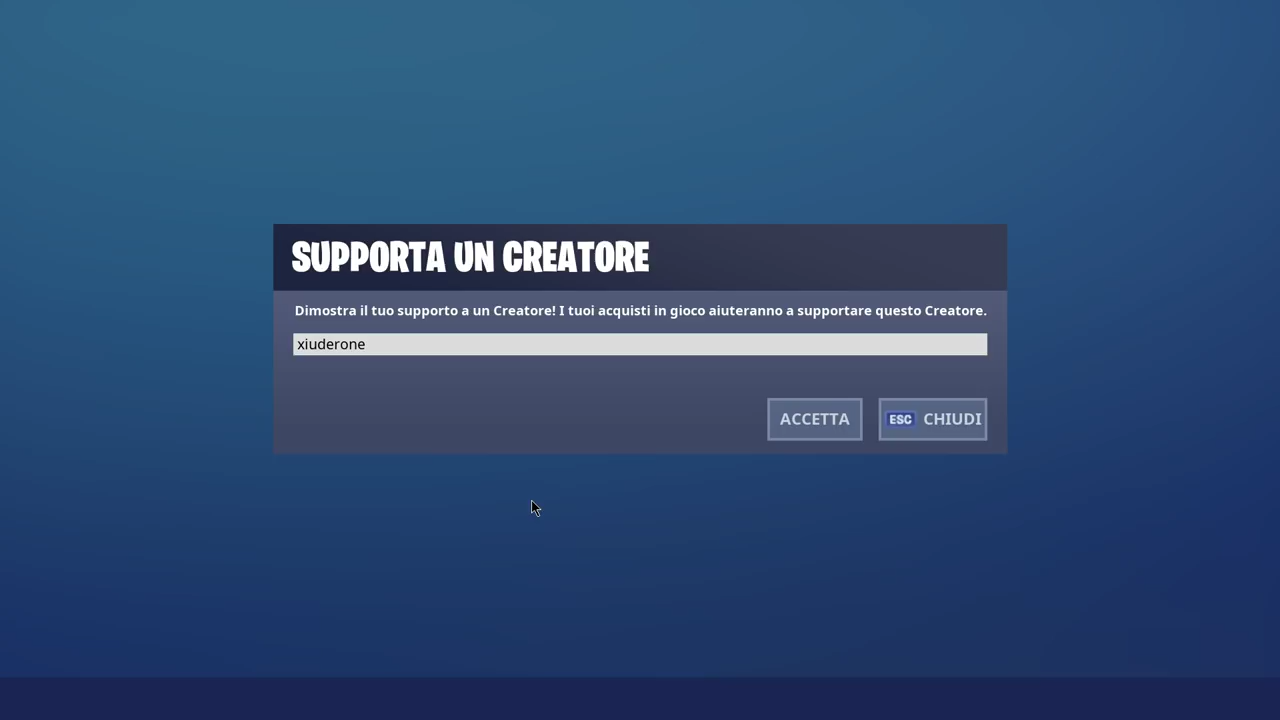 SUPPORTA UN CREATORE
Dimostra il tuo supporto a un Creatore! I tuoi acquisti in gioco aiuteranno a supportare questo Creatore.
xiuderone
ACCETTA
ESC CHIUDI